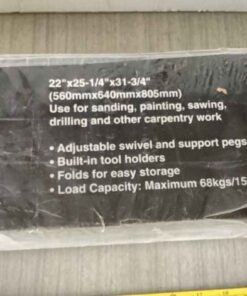 22"x25-1/4"x31-3/4"
(560mmx640mmx805mm)
Use for sanding, painting, sawing,
drilling and other carpentry work
• Adjustable swivel and support pegs
• Built-in tool holders
• Folds for easy storage
• Load Capacity: Maximum 68kgs/15